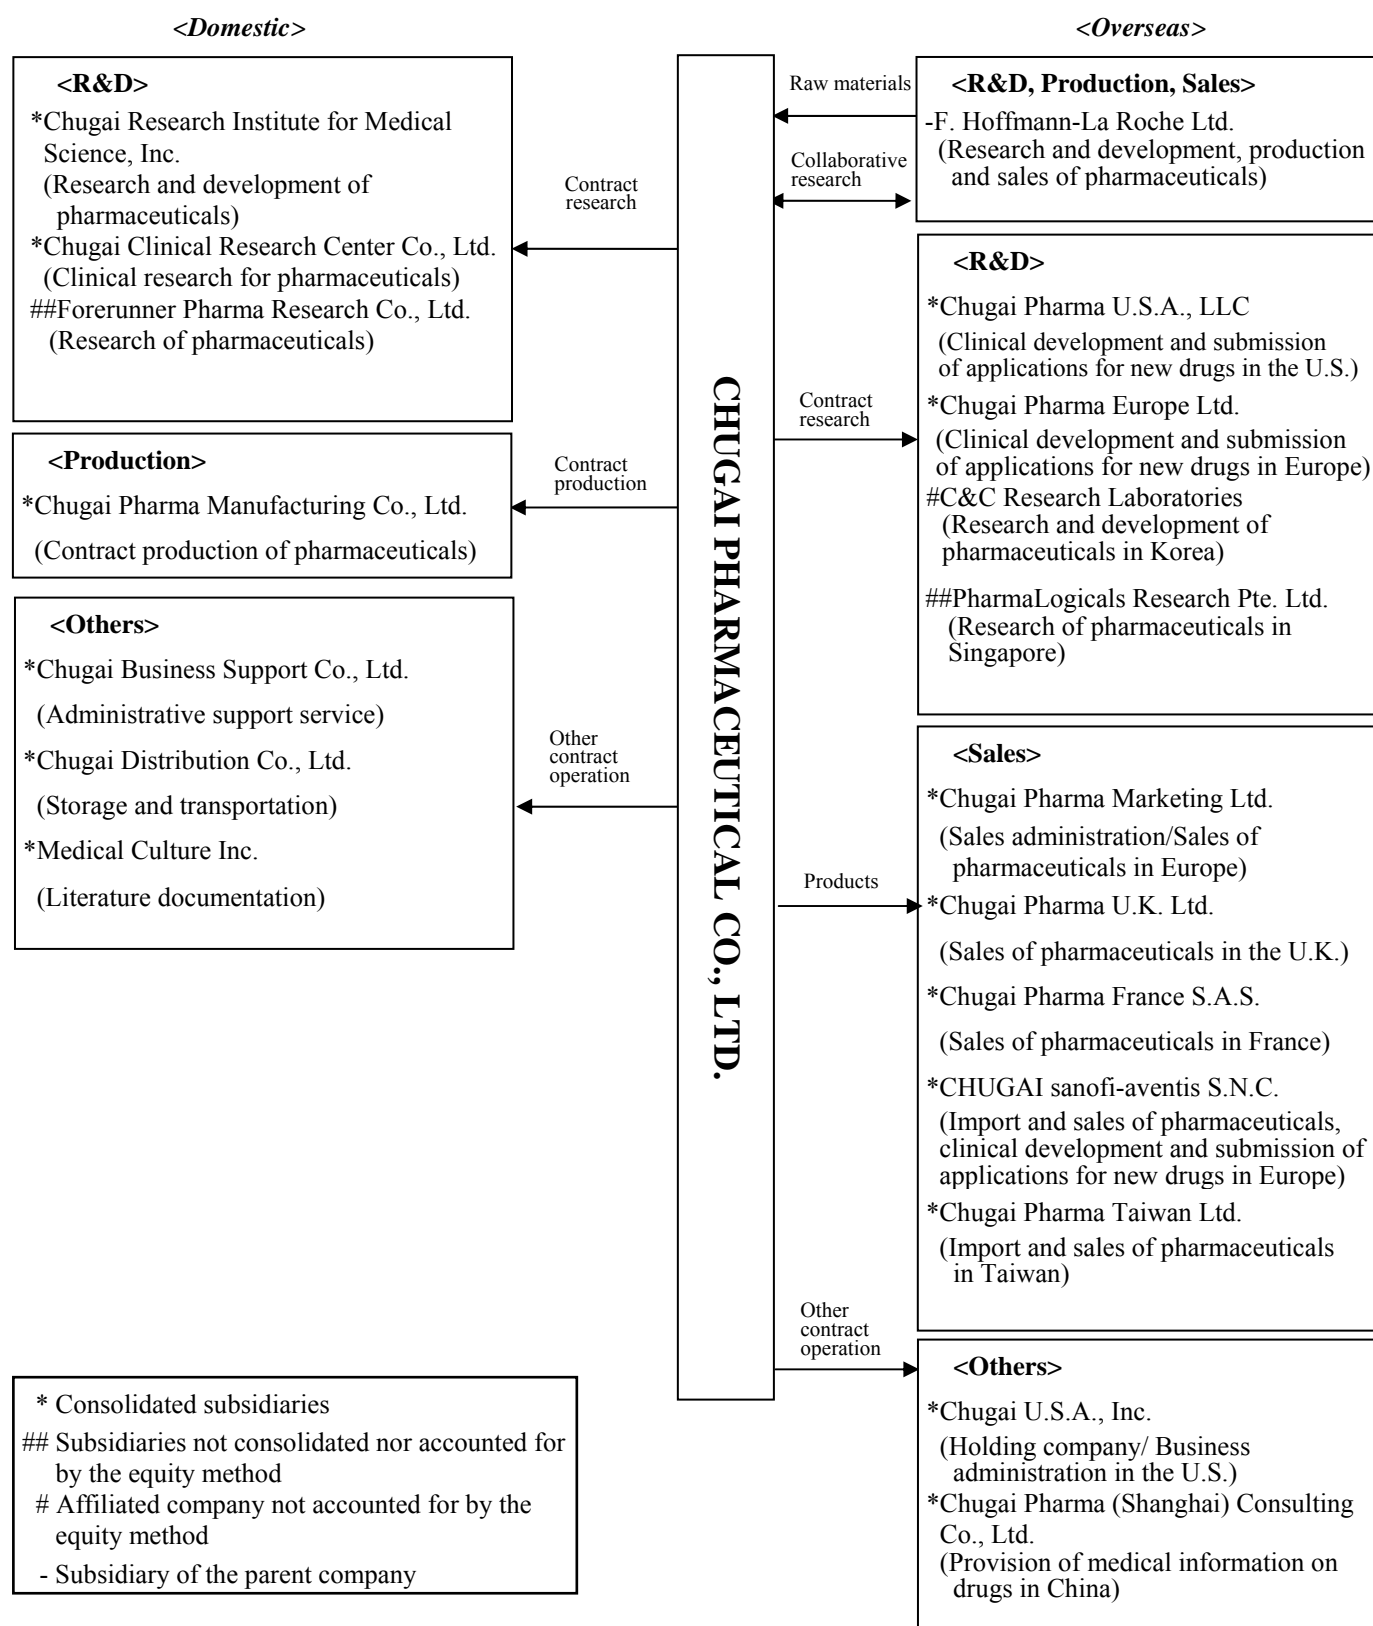 <Domestic>
<R&D>
*Chugai Research Institute for Medical
Science, Inc.
(Research and development of
pharmaceuticals)
*Chugai Clinical Research Center Co., Ltd.
(Clinical research for pharmaceuticals)
##Forerunner Pharma Research Co., Ltd.
(Research of pharmaceuticals)
<Production>
*Chugai Pharma Manufacturing Co., Ltd.
(Contract production of pharmaceuticals)
<Others>
*Chugai Business Support Co., Ltd.
(Administrative support service)
*Chugai Distribution Co., Ltd.
(Storage and transportation)
*Medical Culture Inc.
(Literature documentation)
Contract
research
Contract
production
Other
contract
operation
CHUGAI PHARMACEUTICAL CO., LTD.
Raw materials
Collaborative
research
Contract
research
Products
Other
contract
operation
<Overseas>
<R&D, Production, Sales>
-F. Hoffmann-La Roche Ltd.
(Research and development, production
and sales of pharmaceuticals)
<R&D>
*Chugai Pharma U.S.A., LLC
(Clinical development and submission
of applications for new drugs in the U.S.)
*Chugai Pharma Europe Ltd.
(Clinical development and submission
of applications for new drugs in Europe)
#C&C Research Laboratories
(Research and development of
pharmaceuticals in Korea)
##PharmaLogicals Research Pte. Ltd.
(Research of pharmaceuticals in
Singapore)
<Sales>
*Chugai Pharma Marketing Ltd.
(Sales administration/Sales of
pharmaceuticals in Europe)
*Chugai Pharma U.K. Ltd.
(Sales of pharmaceuticals in the U.K.)
*Chugai Pharma France S.A.S.
(Sales of pharmaceuticals in France)
*CHUGAI sanofi-aventis S.N.C.
(Import and sales of pharmaceuticals,
clinical development and submission of
applications for new drugs in Europe)
*Chugai Pharma Taiwan Ltd.
(Import and sales of pharmaceuticals
in Taiwan)
<Others>
*Chugai U.S.A., Inc.
(Holding company/ Business
administration in the U.S.)
*Chugai Pharma (Shanghai) Consulting
Co., Ltd.
(Provision of medical information on
drugs in China)
* Consolidated subsidiaries
## Subsidiaries not consolidated nor accounted for
by the equity method
# Affiliated company not accounted for by the
equity method
- Subsidiary of the parent company